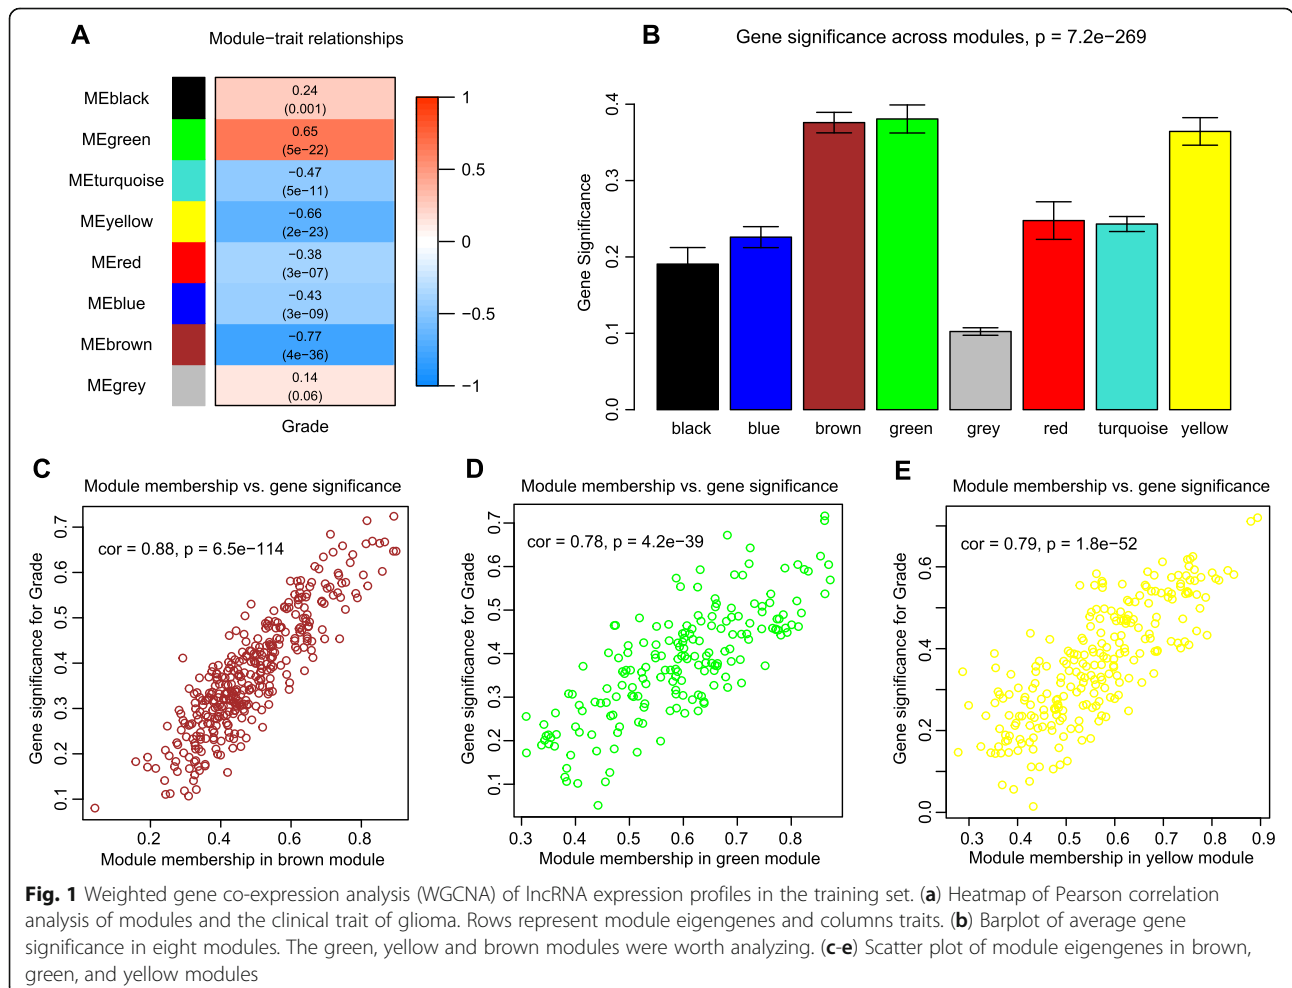 A
Module−trait relationships
MEblack
0.24
(0.001)
MEgreen
0.65
(5e−22)
MEturquoise
−0.47
(5e−11)
MEyellow
−0.66
(2e−23)
MEred
−0.38
(3e−07)
MEblue
−0.43
(3e−09)
MEbrown
−0.77
(4e−36)
MEgrey
0.14
(0.06)
Grade
1
0.5
0
−0.5
−1
B
Gene significance across modules, p = 7.2e−269
Gene Significance
0.4
0.3
0.2
0.1
0.0
black blue brown green grey red turquoise yellow
C
Module membership vs. gene significance
cor = 0.88, p = 6.5e−114
Gene significance for Grade
0.7
0.6
0.5
0.4
0.3
0.2
0.1
0.2 0.4 0.6 0.8
Module membership in brown module
D
Module membership vs. gene significance
cor = 0.78, p = 4.2e−39
Gene significance for Grade
0.7
0.6
0.5
0.4
0.3
0.2
0.1
0.3 0.4 0.5 0.6 0.7 0.8
Module membership in green module
E
Module membership vs. gene significance
cor = 0.79, p = 1.8e−52
Gene significance for Grade
0.6
0.4
0.2
0.0
0.3 0.4 0.5 0.6 0.7 0.8 0.9
Module membership in yellow module
Fig. 1 Weighted gene co-expression analysis (WGCNA) of lncRNA expression profiles in the training set. (a) Heatmap of Pearson correlation
analysis of modules and the clinical trait of glioma. Rows represent module eigengenes and columns traits. (b) Barplot of average gene
significance in eight modules. The green, yellow and brown modules were worth analyzing. (c-e) Scatter plot of module eigengenes in brown,
green, and yellow modules